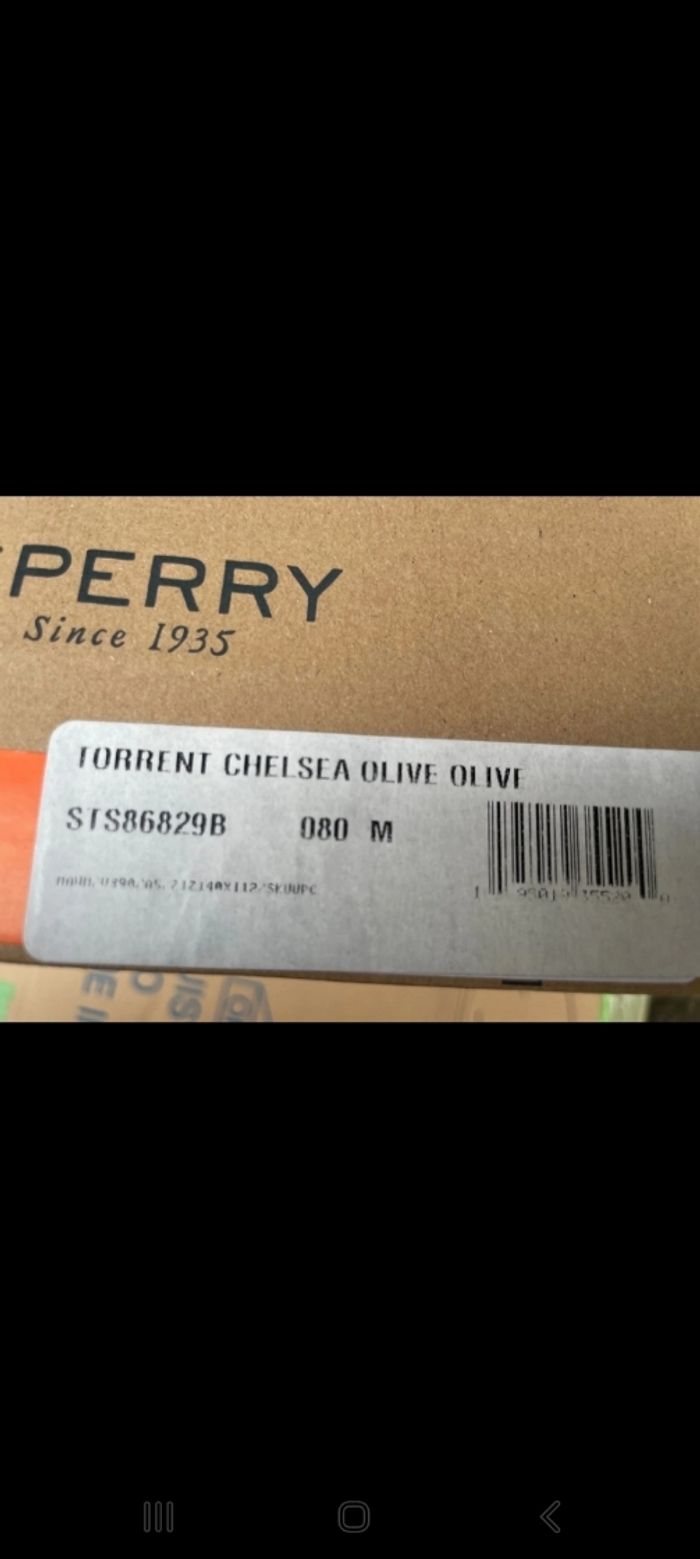 PERRY
Since 1935
TORRENT CHELSEA OLIVE OLIVE
STS86829B 080 M